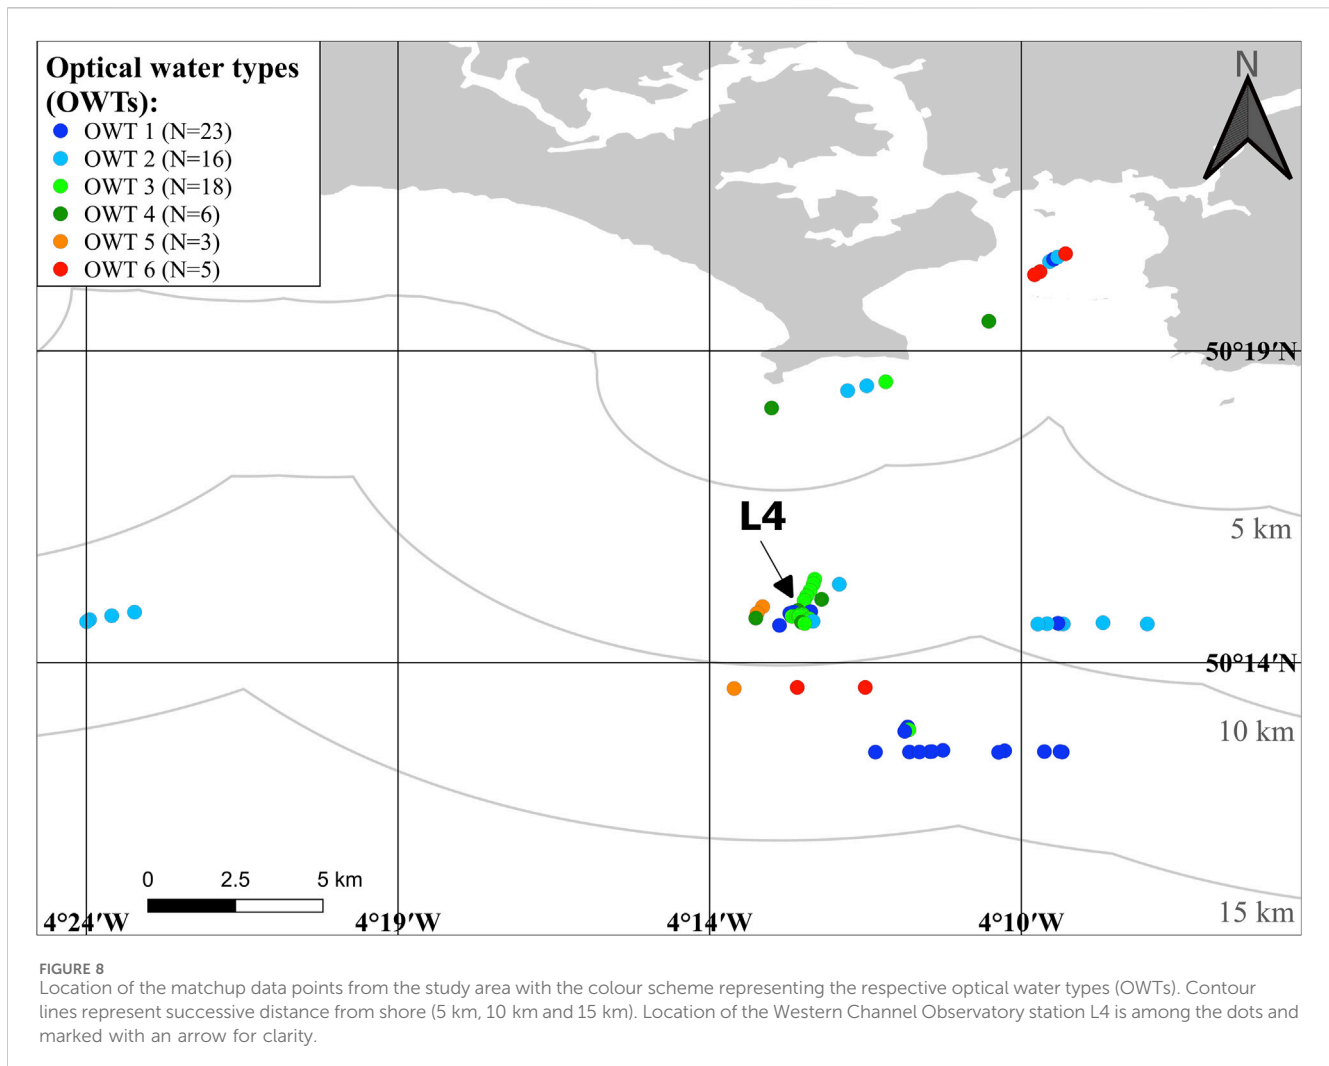 Optical water types
(OWTs):
OWT 1 (N=23)
OWT 2 (N=16)
OWT 3 (N=18)
OWT 4 (N=6)
OWT 5 (N=3)
OWT 6 (N=5)
N
50°19′N
L4
5 km
50°14′N
10 km
0 2.5 5 km
15 km
4°24′W 4°19′W 4°14′W 4°10′W
FIGURE 8
Location of the matchup data points from the study area with the colour scheme representing the respective optical water types (OWTs). Contour
lines represent successive distance from shore (5 km, 10 km and 15 km). Location of the Western Channel Observatory station L4 is among the dots and
marked with an arrow for clarity.